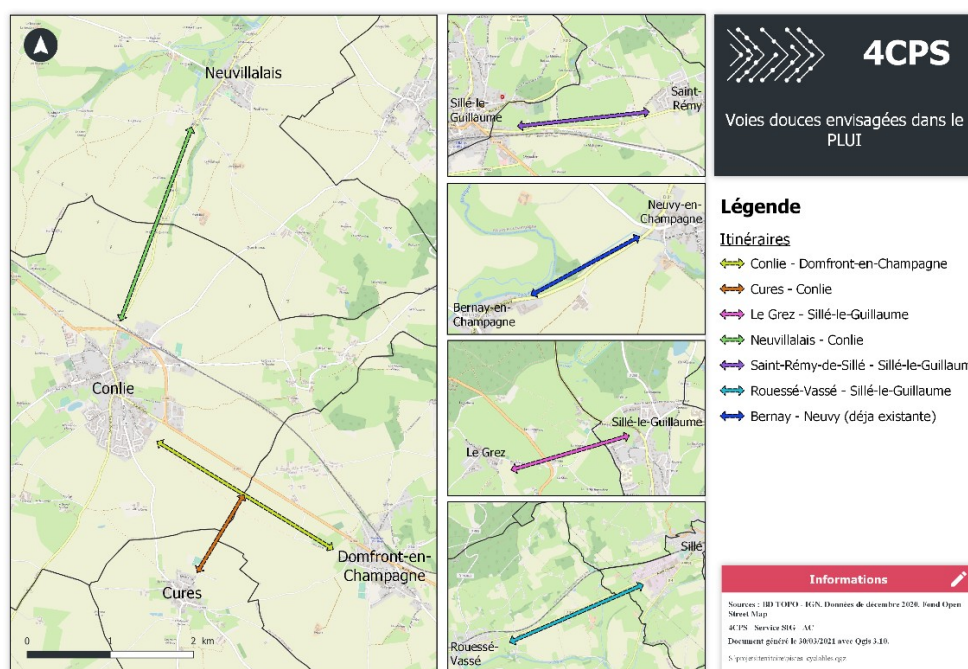 Neuvillalais
Conlie
Domfront-en-
Champagne
Cures
0 1 2 km
Sillé-le-
Guillaume
Saint-
Rémy
Neuvy-en-
Champagne
Bernay-en-
Champagne
Sillé-le-Guillaume
Le Grez
Sillé
Rouessé-
Vassé
4CPS
Voies douces envisagées dans le
PLUI
Légende
Itinéraires
Conlie - Domfront-en-Champagne
Cures - Conlie
Le Grez - Sillé-le-Guillaume
Neuvillalais - Conlie
Saint-Rémy-de-Sillé - Sillé-le-Guillaum
Rouessé-Vassé - Sillé-le-Guillaume
Bernay - Neuvy (déja existante)
Informations
Sources : BD TOPO - IGN. Données de décembre 2020. Fond Open
Street Map
4CPS - Service SIG - AC
Document généré le 30/03/2021 avec Qgis 3.10.